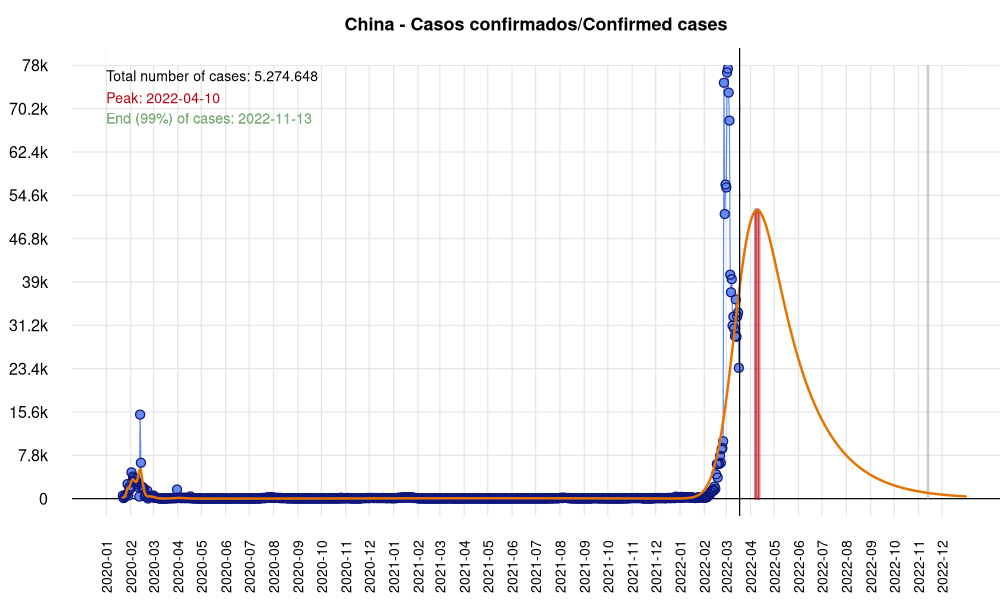 China - Casos confirmados/Confirmed cases
Total number of cases: 5.274.648
Peak: 2022-04-10
End (99%) of cases: 2022-11-13
78k
70.2k
62.4k
54.6k
46.8k
39k
31.2k
23.4k
15.6k
7.8k
0
2020-01
2020-02
2020-03
2020-04
2020-05
2020-06
2020-07
2020-08
2020-09
2020-10
2020-11
2020-12
2021-01
2021-02
2021-03
2021-04
2021-05
2021-06
2021-07
2021-08
2021-09
2021-10
2021-11
2021-12
2022-01
2022-02
2022-03
2022-04
2022-05
2022-06
2022-07
2022-08
2022-09
2022-10
2022-11
2022-12